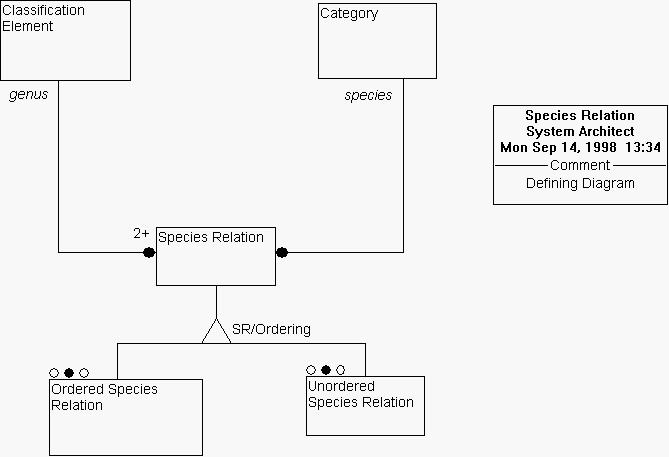 Classification
Element
Category
genus
species
Species Relation
System Architect
Mon Sep 14, 1998  13:34
Comment
Defining Diagram
2+
Species Relation
SR/Ordering
Ordered Species
Relation
Unordered
Species Relation